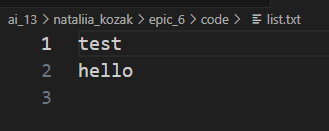 ai_13 > nataliia_kozak > epic_6 > code > list.txt
1 test
2 hello
3